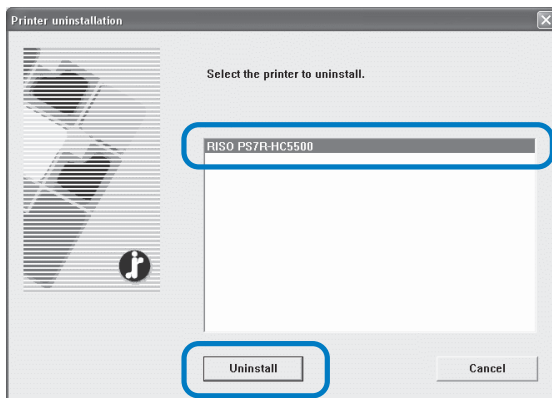 Printer uninstallation
Select the printer to uninstall.
RISO PS7R-HC5500
Uninstall
Cancel